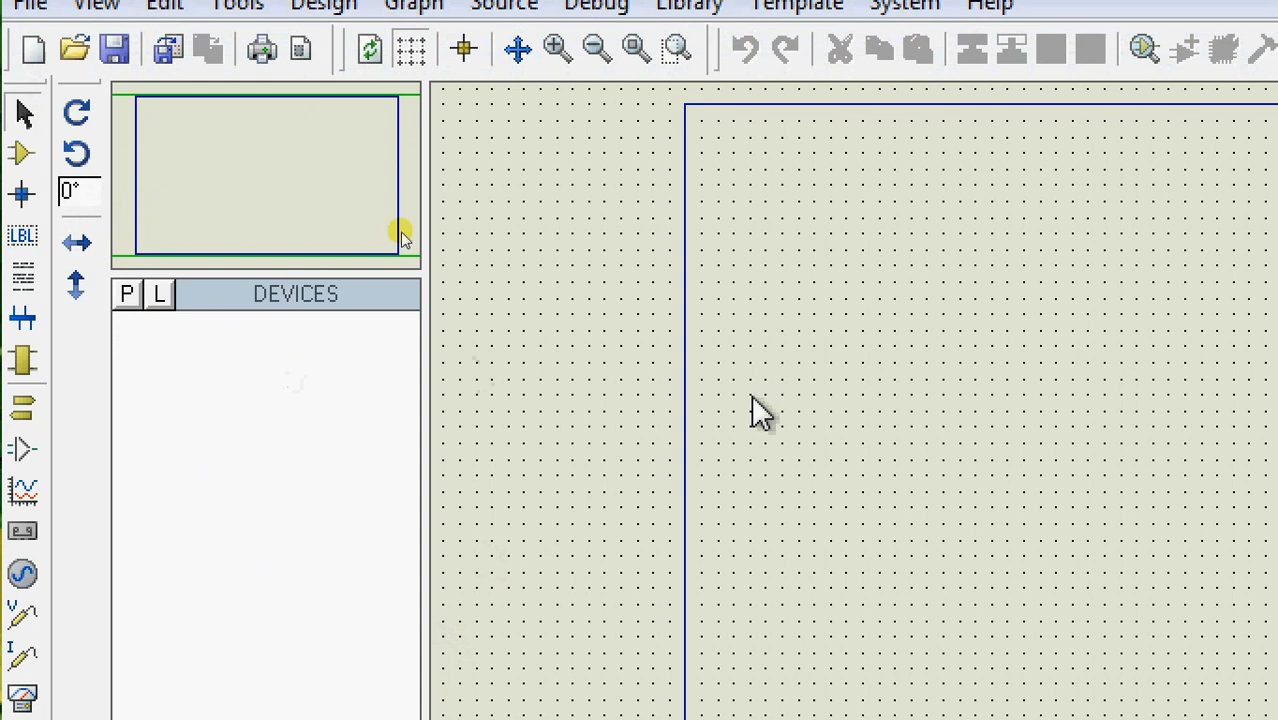 File View Edit Tools Design Graph Source Debug Library Template System Help
LBL
0°
P L DEVICES
V
I